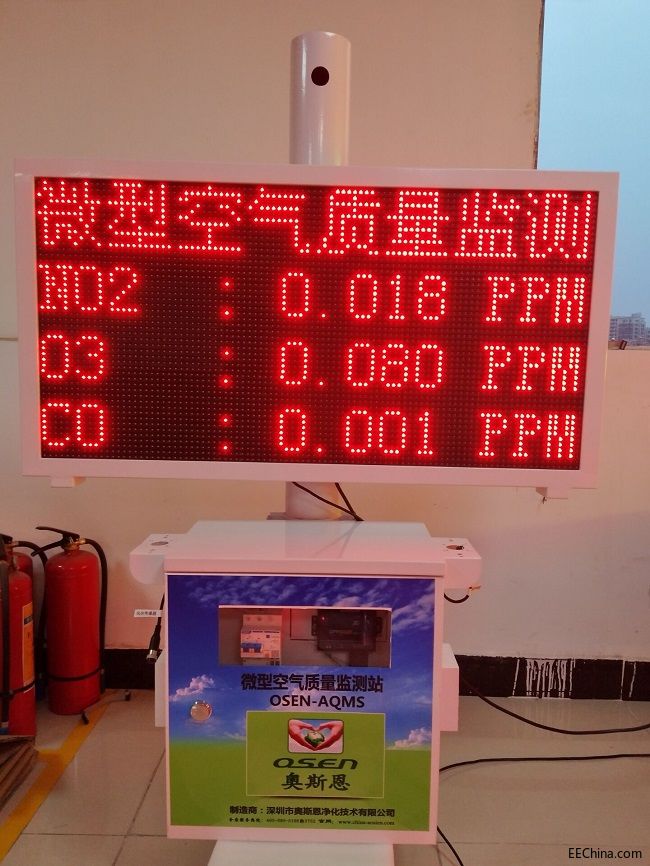 微型空气质量监测
NO2 : 0.018 PPM
O3 : 0.080 PPM
CO : 0.001 PPM
微型空气质量监测站
OSEN-AQMS
OSEN
奥斯恩
制造商：深圳市奥斯恩净化技术有限公司
EEChina.com